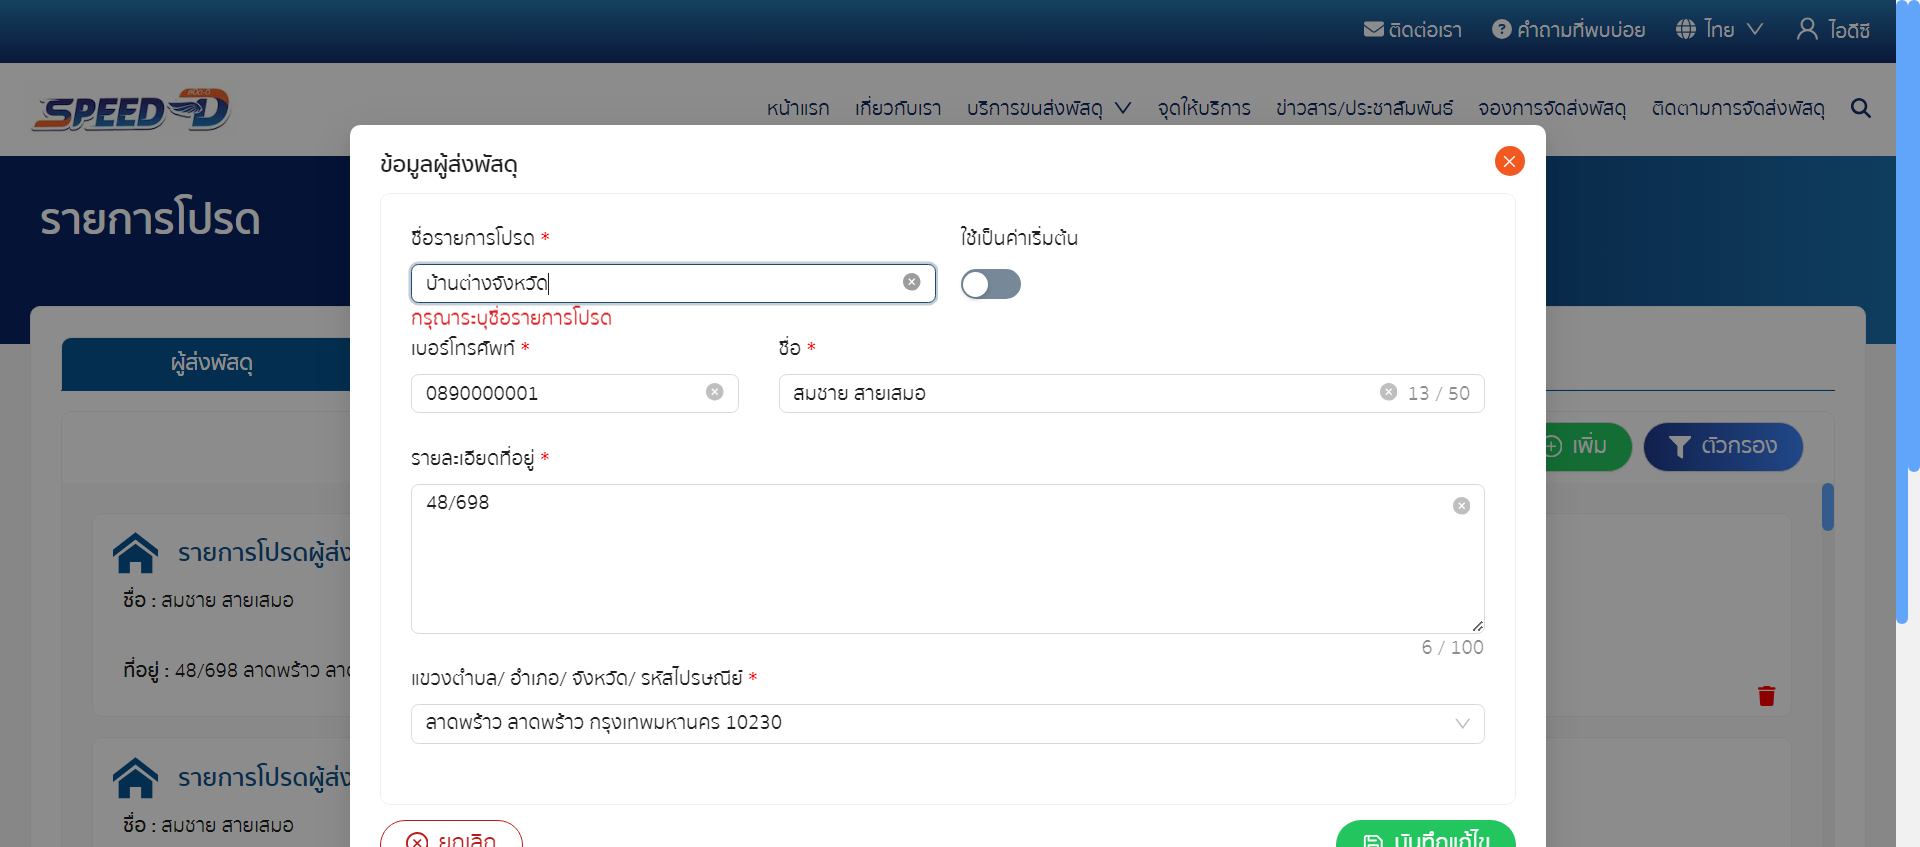 ติดต่อเรา คำถามที่พบบ่อย ไทย ไอดีซี
SPEED-D
หน้าแรก เกี่ยวกับเรา บริการขนส่งพัสดุ จุดให้บริการ ข่าวสาร/ประชาสัมพันธ์ จองการจัดส่งพัสดุ ติดตามการจัดส่งพัสดุ
รายการโปรด
ข้อมูลผู้ส่งพัสดุ
ชื่อรายการโปรด * ใช้เป็นค่าเริ่มต้น
บ้านต่างจังหวัด
กรุณาระบุชื่อรายการโปรด
เบอร์โทรศัพท์ * ชื่อ *
ผู้ส่งพัสดุ
0890000001 สมชาย สายเสมอ 13 / 50
เพิ่ม ตัวกรอง
รายละเอียดที่อยู่ *
48/698
6 / 100
รายการโปรดผู้ส่ง
ชื่อ : สมชาย สายเสมอ
ที่อยู่ : 48/698 ลาดพร้าว ลาด
แขวงตำบล/ อำเภอ/ จังหวัด/ รหัสไปรษณีย์ *
ลาดพร้าว ลาดพร้าว กรุงเทพมหานคร 10230
รายการโปรดผู้ส่ง
ชื่อ : สมชาย สายเสมอ
ยกเลิก บันทึกแก้ไข